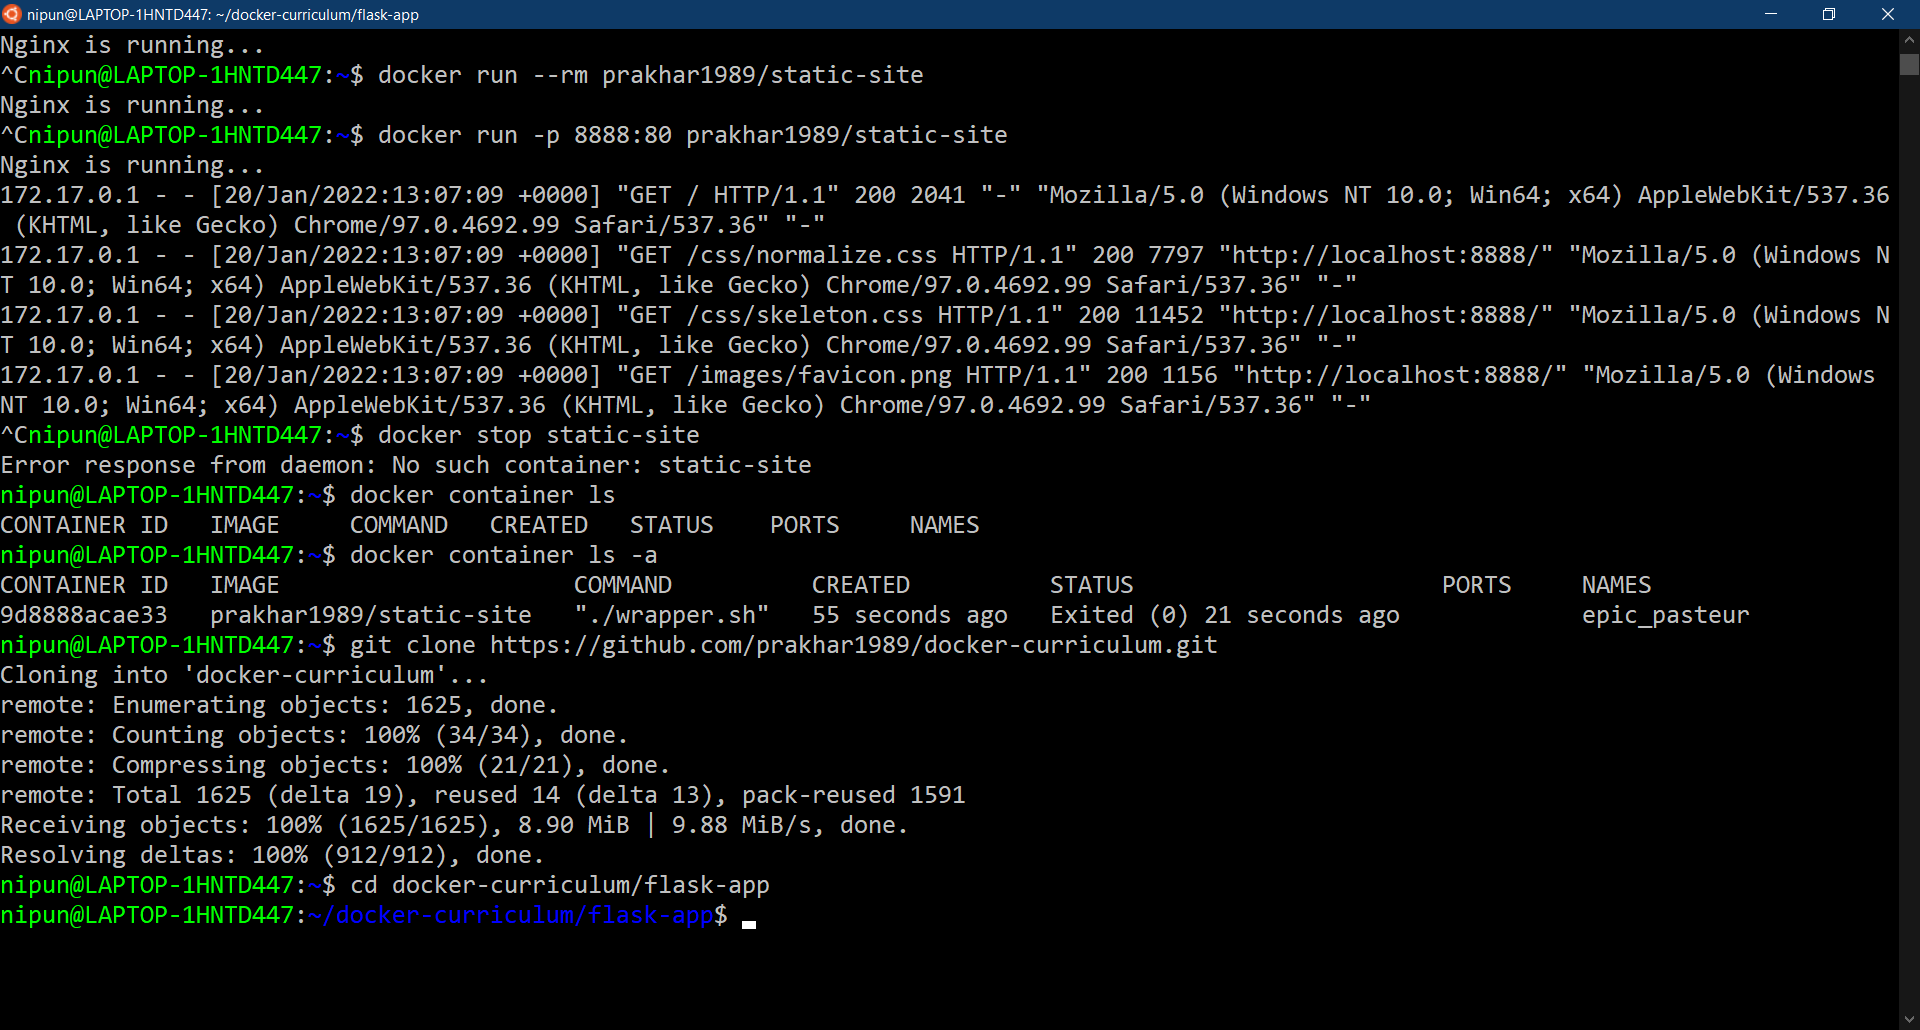 nipun@LAPTOP-1HNTD447: ~/docker-curriculum/flask-app
Nginx is running...
^Cnipun@LAPTOP-1HNTD447:~$ docker run --rm prakhar1989/static-site
Nginx is running...
^Cnipun@LAPTOP-1HNTD447:~$ docker run -p 8888:80 prakhar1989/static-site
Nginx is running...
172.17.0.1 - - [20/Jan/2022:13:07:09 +0000] "GET / HTTP/1.1" 200 2041 "-" "Mozilla/5.0 (Windows NT 10.0; Win64; x64) AppleWebKit/537.36
 (KHTML, like Gecko) Chrome/97.0.4692.99 Safari/537.36" "-"
172.17.0.1 - - [20/Jan/2022:13:07:09 +0000] "GET /css/normalize.css HTTP/1.1" 200 7797 "http://localhost:8888/" "Mozilla/5.0 (Windows N
T 10.0; Win64; x64) AppleWebKit/537.36 (KHTML, like Gecko) Chrome/97.0.4692.99 Safari/537.36" "-"
172.17.0.1 - - [20/Jan/2022:13:07:09 +0000] "GET /css/skeleton.css HTTP/1.1" 200 11452 "http://localhost:8888/" "Mozilla/5.0 (Windows N
T 10.0; Win64; x64) AppleWebKit/537.36 (KHTML, like Gecko) Chrome/97.0.4692.99 Safari/537.36" "-"
172.17.0.1 - - [20/Jan/2022:13:07:09 +0000] "GET /images/favicon.png HTTP/1.1" 200 1156 "http://localhost:8888/" "Mozilla/5.0 (Windows
NT 10.0; Win64; x64) AppleWebKit/537.36 (KHTML, like Gecko) Chrome/97.0.4692.99 Safari/537.36" "-"
^Cnipun@LAPTOP-1HNTD447:~$ docker stop static-site
Error response from daemon: No such container: static-site
nipun@LAPTOP-1HNTD447:~$ docker container ls
CONTAINER ID   IMAGE     COMMAND   CREATED   STATUS    PORTS     NAMES
nipun@LAPTOP-1HNTD447:~$ docker container ls -a
CONTAINER ID   IMAGE                     COMMAND          CREATED          STATUS                      PORTS     NAMES
9d8888acae33   prakhar1989/static-site   "./wrapper.sh"   55 seconds ago   Exited (0) 21 seconds ago             epic_pasteur
nipun@LAPTOP-1HNTD447:~$ git clone https://github.com/prakhar1989/docker-curriculum.git
Cloning into 'docker-curriculum'...
remote: Enumerating objects: 1625, done.
remote: Counting objects: 100% (34/34), done.
remote: Compressing objects: 100% (21/21), done.
remote: Total 1625 (delta 19), reused 14 (delta 13), pack-reused 1591
Receiving objects: 100% (1625/1625), 8.90 MiB | 9.88 MiB/s, done.
Resolving deltas: 100% (912/912), done.
nipun@LAPTOP-1HNTD447:~$ cd docker-curriculum/flask-app
nipun@LAPTOP-1HNTD447:~/docker-curriculum/flask-app$